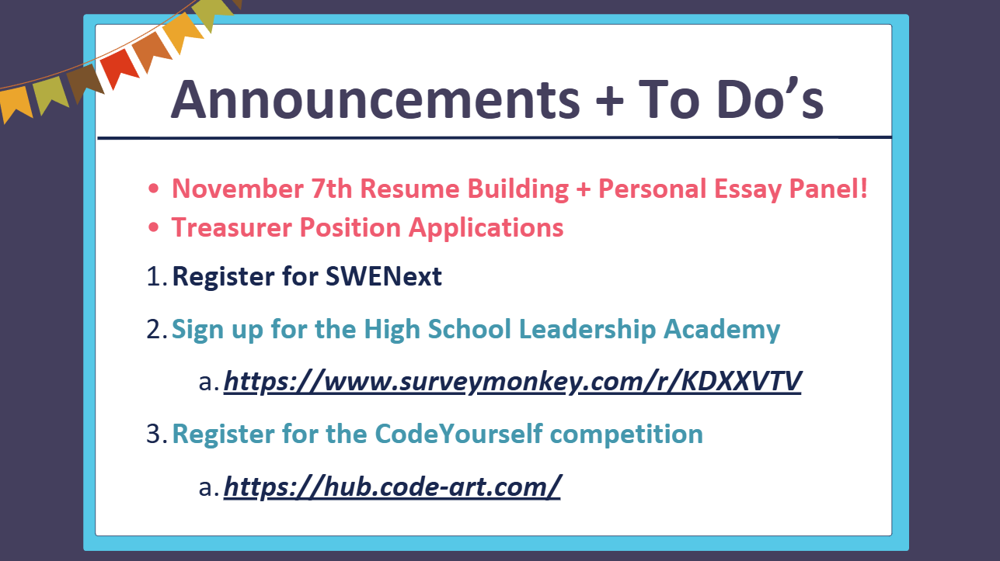 Announcements + To Do’s
• November 7th Resume Building + Personal Essay Panel!
• Treasurer Position Applications
1. Register for SWENext
2. Sign up for the High School Leadership Academy
a. https://www.surveymonkey.com/r/KDXXVTV
3. Register for the CodeYourself competition
a. https://hub.code-art.com/